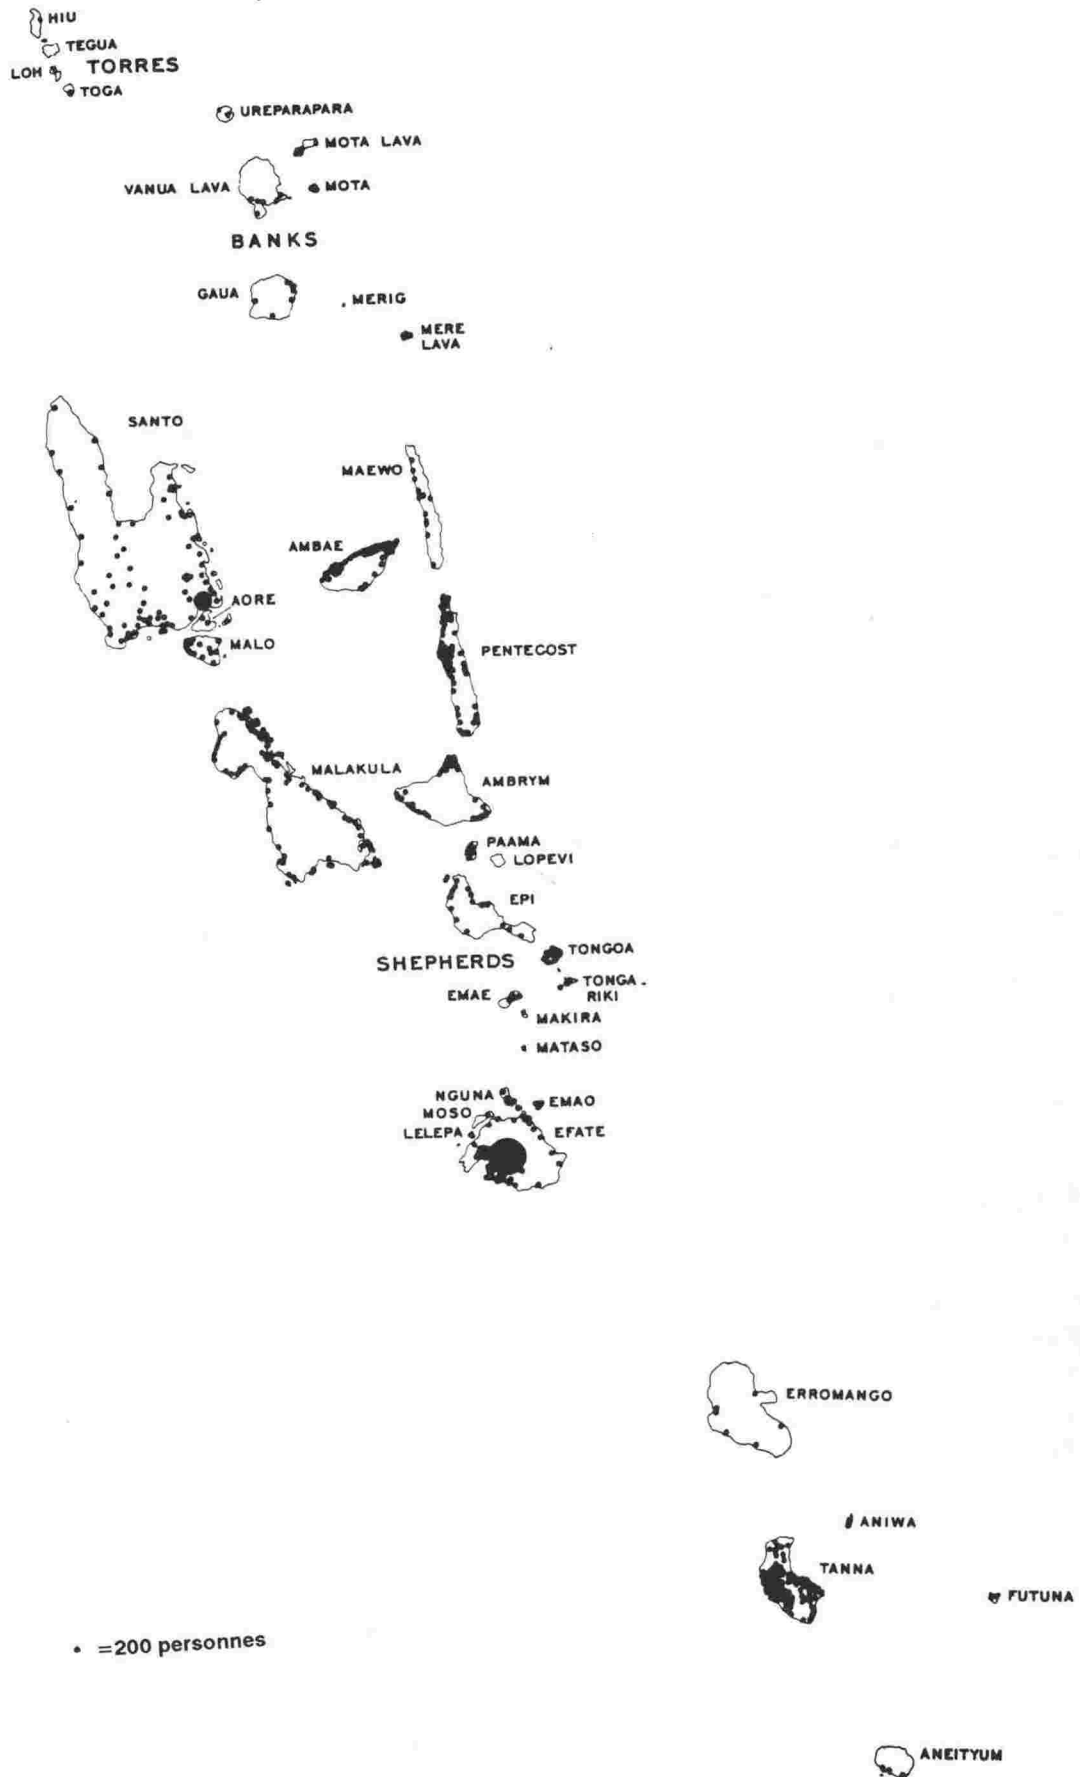 HIU
TEGUA
LOH
TORRES
TOGA
UREPARAPARA
MOTA LAVA
VANUA LAVA
MOTA
BANKS
GAUA
MERIG
MERE
LAVA
SANTO
MAEWO
AMBAE
AORE
MALO
PENTECOST
MALAKULA
AMBRYM
PAAMA
LOPEVI
EPI
TONGOA
SHEPHERDS
TONGA-
RIKI
EMAE
MAKIRA
MATASO
NGUNA
EMAO
MOSO
LELEPA
EFATE
ERROMANGO
ANIWA
TANNA
FUTUNA
• =200 personnes
ANEITYUM